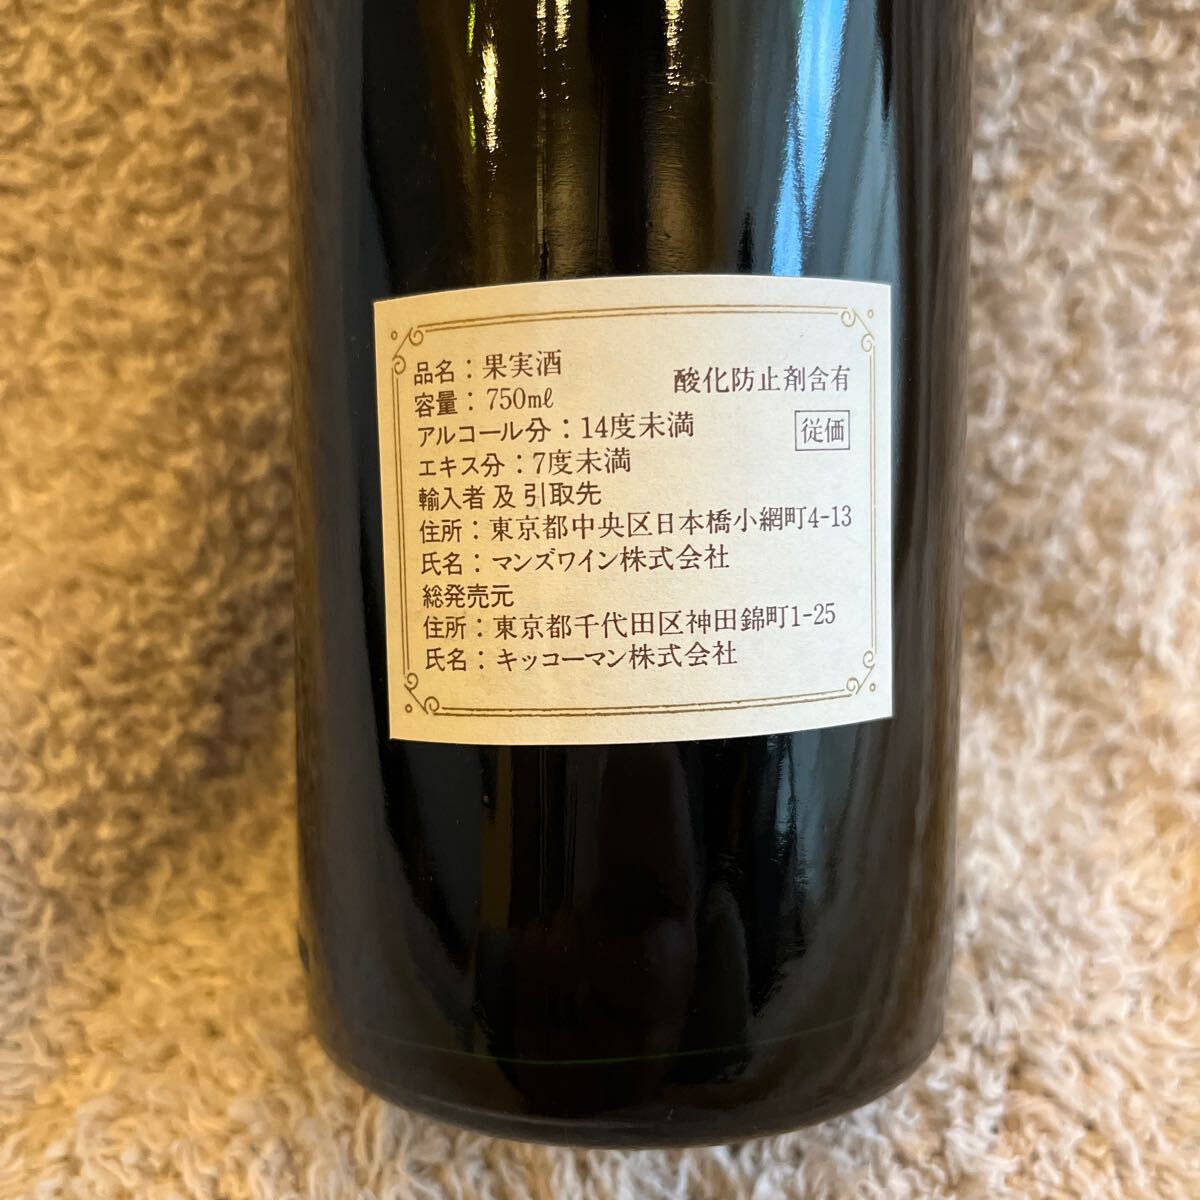 品名：果実酒
酸化防止剤含有
容量：750mℓ
アルコール分：14度未満
従価
エキス分：7度未満
輸入者及引取先
住所：東京都中央区日本橋小網町4-13
氏名：マンズワイン株式会社
総発売元
住所：東京都千代田区神田錦町1-25
氏名：キッコーマン株式会社